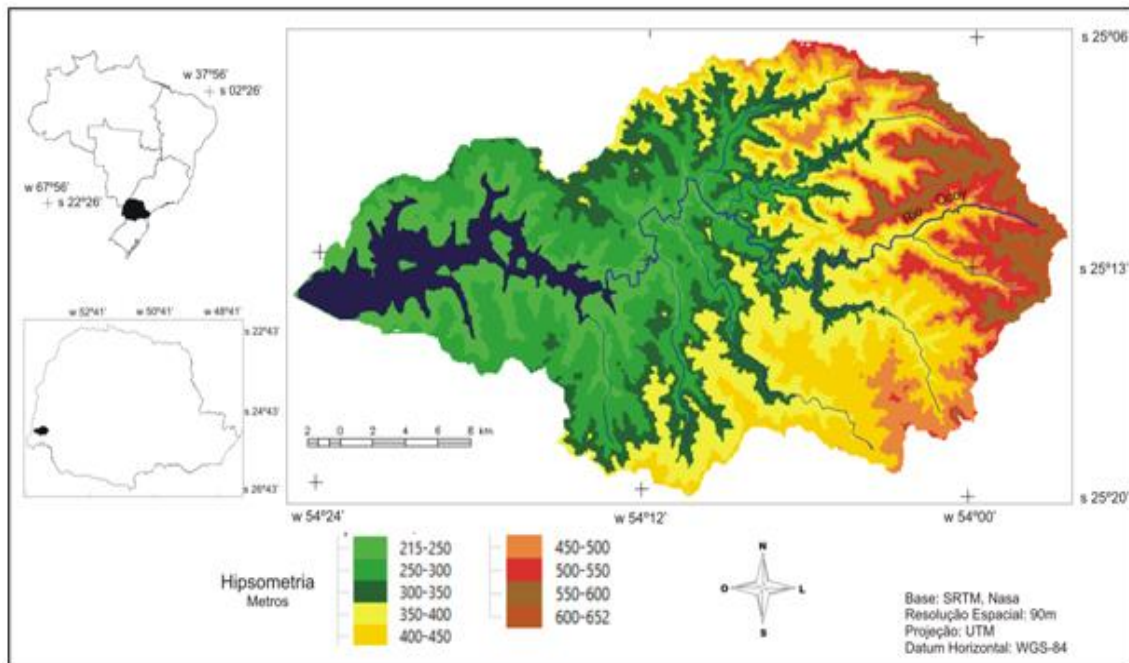 w 37º56'
s 02º26'
w 67º56'
s 22º26'
w 52º41' w 50º41' w 48º41'
s 22º43'
s 24º43'
s 26º43'
s 25º06'
Rio Ocoy
s 25º13'
2 0 2 4 6 8
km
s 25º20'
w 54º24' w 54º12' w 54º00'
Hipsometria
Metros
215-250
250-300
300-350
350-400
400-450
450-500
500-550
550-600
600-652
N
O L
S
Base: SRTM, Nasa
Resolução Espacial: 90m
Projeção: UTM
Datum Horizontal: WGS-84